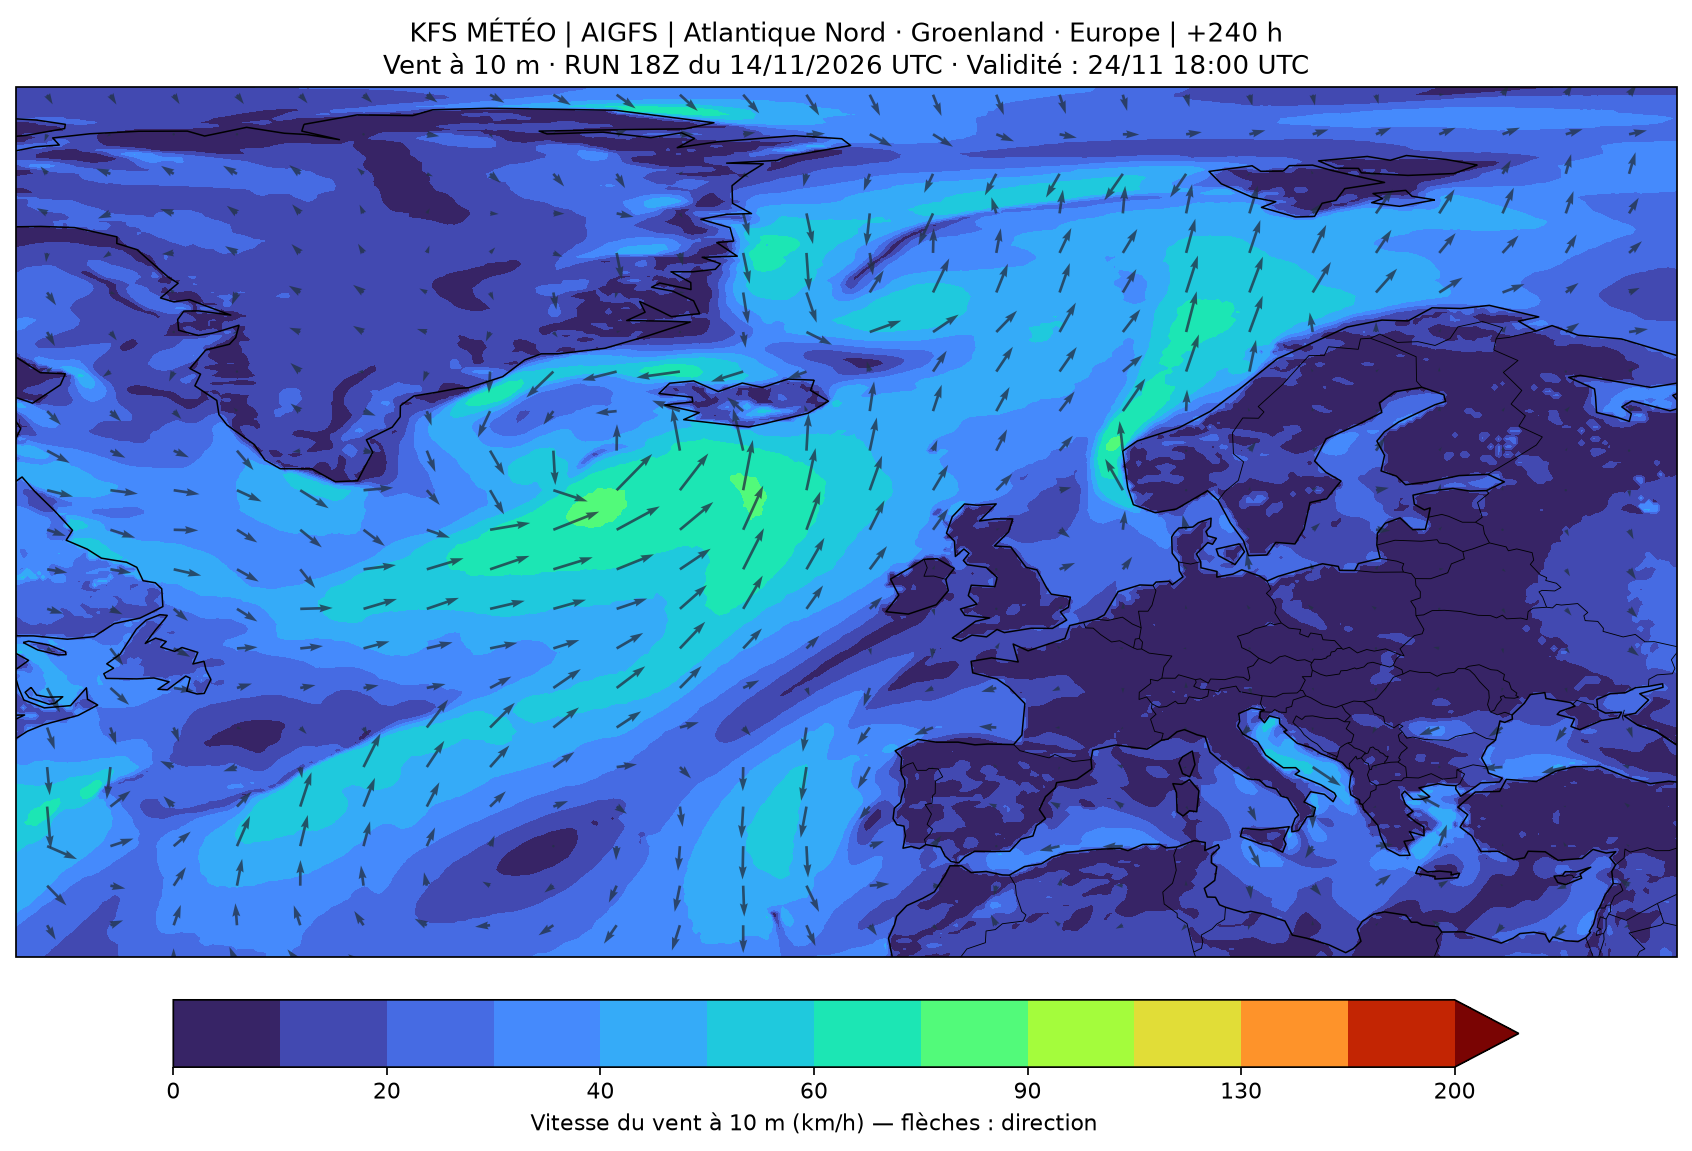 KFS MÉTÉO | AIGFS | Atlantique Nord · Groenland · Europe | +240 h
Vent à 10 m · RUN 18Z du 14/11/2026 UTC · Validité : 24/11 18:00 UTC
0 20 40 60 90 130 200
Vitesse du vent à 10 m (km/h) — flèches : direction